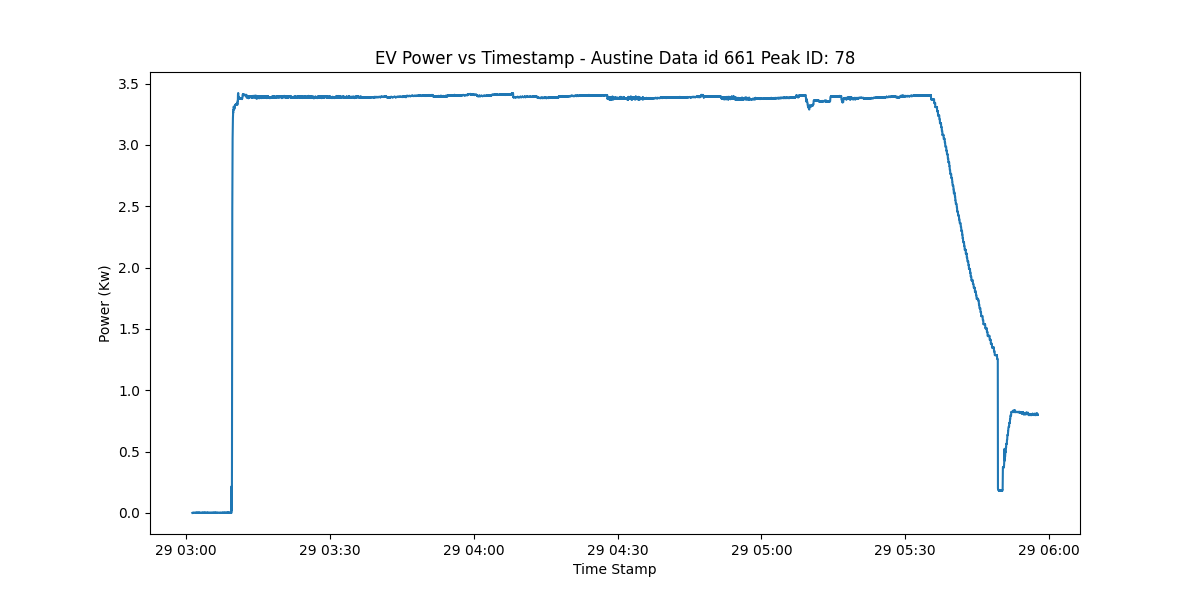 EV Power vs Timestamp - Austine Data id 661 Peak ID: 78
3.5
3.0
2.5
2.0
1.5
1.0
0.5
0.0
Power (Kw)
29 03:00 29 03:30 29 04:00 29 04:30 29 05:00 29 05:30 29 06:00
Time Stamp